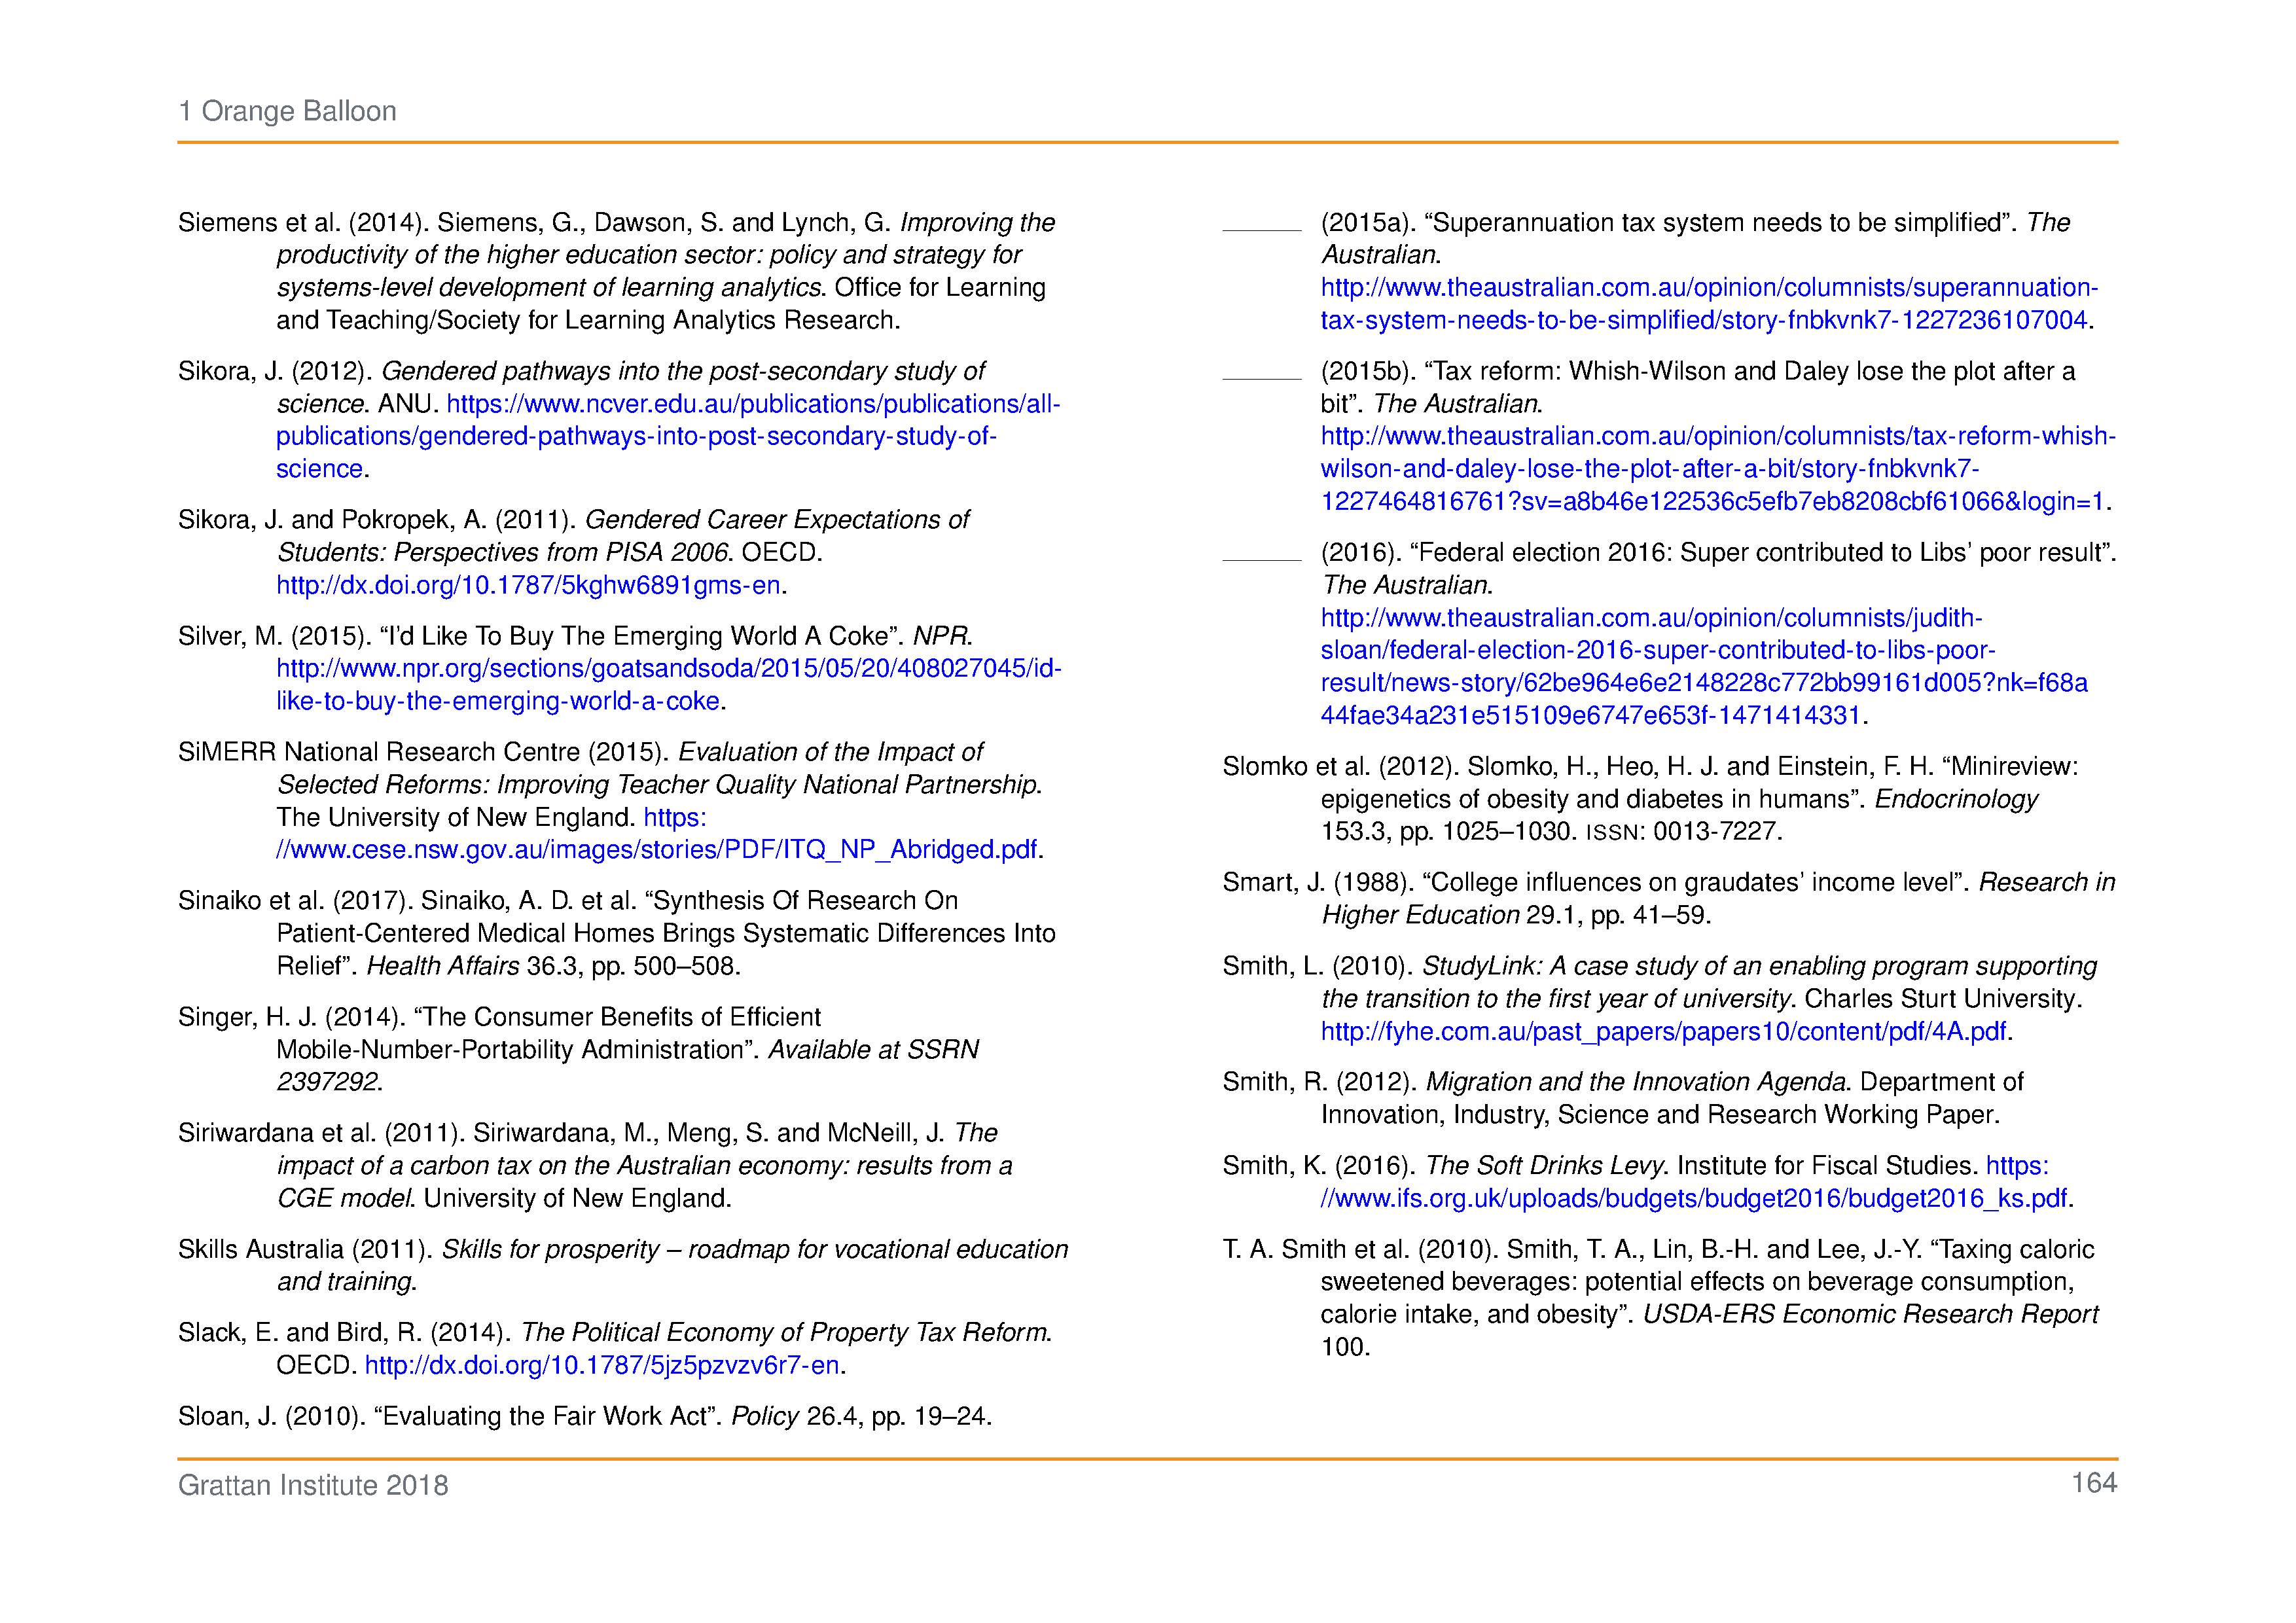 1 Orange Balloon
Siemens et al. (2014). Siemens, G., Dawson, S. and Lynch, G. Improving the
productivity of the higher education sector: policy and strategy for
systems-level development of learning analytics. Office for Learning
and Teaching/Society for Learning Analytics Research.
Sikora, J. (2012). Gendered pathways into the post-secondary study of
science. ANU. https://www.ncver.edu.au/publications/publications/all-
publications/gendered-pathways-into-post-secondary-study-of-
science.
Sikora, J. and Pokropek, A. (2011). Gendered Career Expectations of
Students: Perspectives from PISA 2006. OECD.
http://dx.doi.org/10.1787/5kghw6891gms-en.
Silver, M. (2015). “I’d Like To Buy The Emerging World A Coke”. NPR.
http://www.npr.org/sections/goatsandsoda/2015/05/20/408027045/id-
like-to-buy-the-emerging-world-a-coke.
SiMERR National Research Centre (2015). Evaluation of the Impact of
Selected Reforms: Improving Teacher Quality National Partnership.
The University of New England. https:
//www.cese.nsw.gov.au/images/stories/PDF/ITQ_NP_Abridged.pdf.
Sinaiko et al. (2017). Sinaiko, A. D. et al. “Synthesis Of Research On
Patient-Centered Medical Homes Brings Systematic Differences Into
Relief”. Health Affairs 36.3, pp. 500–508.
Singer, H. J. (2014). “The Consumer Benefits of Efficient
Mobile-Number-Portability Administration”. Available at SSRN
2397292.
Siriwardana et al. (2011). Siriwardana, M., Meng, S. and McNeill, J. The
impact of a carbon tax on the Australian economy: results from a
CGE model. University of New England.
Skills Australia (2011). Skills for prosperity – roadmap for vocational education
and training.
Slack, E. and Bird, R. (2014). The Political Economy of Property Tax Reform.
OECD. http://dx.doi.org/10.1787/5jz5pzvzv6r7-en.
Sloan, J. (2010). “Evaluating the Fair Work Act”. Policy 26.4, pp. 19–24.
(2015a). “Superannuation tax system needs to be simplified”. The
Australian.
http://www.theaustralian.com.au/opinion/columnists/superannuation-
tax-system-needs-to-be-simplified/story-fnbkvnk7-1227236107004.
(2015b). “Tax reform: Whish-Wilson and Daley lose the plot after a
bit”. The Australian.
http://www.theaustralian.com.au/opinion/columnists/tax-reform-whish-
wilson-and-daley-lose-the-plot-after-a-bit/story-fnbkvnk7-
1227464816761?sv=a8b46e122536c5efb7eb8208cbf61066&login=1.
(2016). “Federal election 2016: Super contributed to Libs’ poor result”.
The Australian.
http://www.theaustralian.com.au/opinion/columnists/judith-
sloan/federal-election-2016-super-contributed-to-libs-poor-
result/news-story/62be964e6e2148228c772bb99161d005?nk=f68a
44fae34a231e515109e6747e653f-1471414331.
Slomko et al. (2012). Slomko, H., Heo, H. J. and Einstein, F. H. “Minireview:
epigenetics of obesity and diabetes in humans”. Endocrinology
153.3, pp. 1025–1030. ISSN: 0013-7227.
Smart, J. (1988). “College influences on graudates’ income level”. Research in
Higher Education 29.1, pp. 41–59.
Smith, L. (2010). StudyLink: A case study of an enabling program supporting
the transition to the first year of university. Charles Sturt University.
http://fyhe.com.au/past_papers/papers10/content/pdf/4A.pdf.
Smith, R. (2012). Migration and the Innovation Agenda. Department of
Innovation, Industry, Science and Research Working Paper.
Smith, K. (2016). The Soft Drinks Levy. Institute for Fiscal Studies. https:
//www.ifs.org.uk/uploads/budgets/budget2016/budget2016_ks.pdf.
T. A. Smith et al. (2010). Smith, T. A., Lin, B.-H. and Lee, J.-Y. “Taxing caloric
sweetened beverages: potential effects on beverage consumption,
calorie intake, and obesity”. USDA-ERS Economic Research Report
100.
Grattan Institute 2018
164